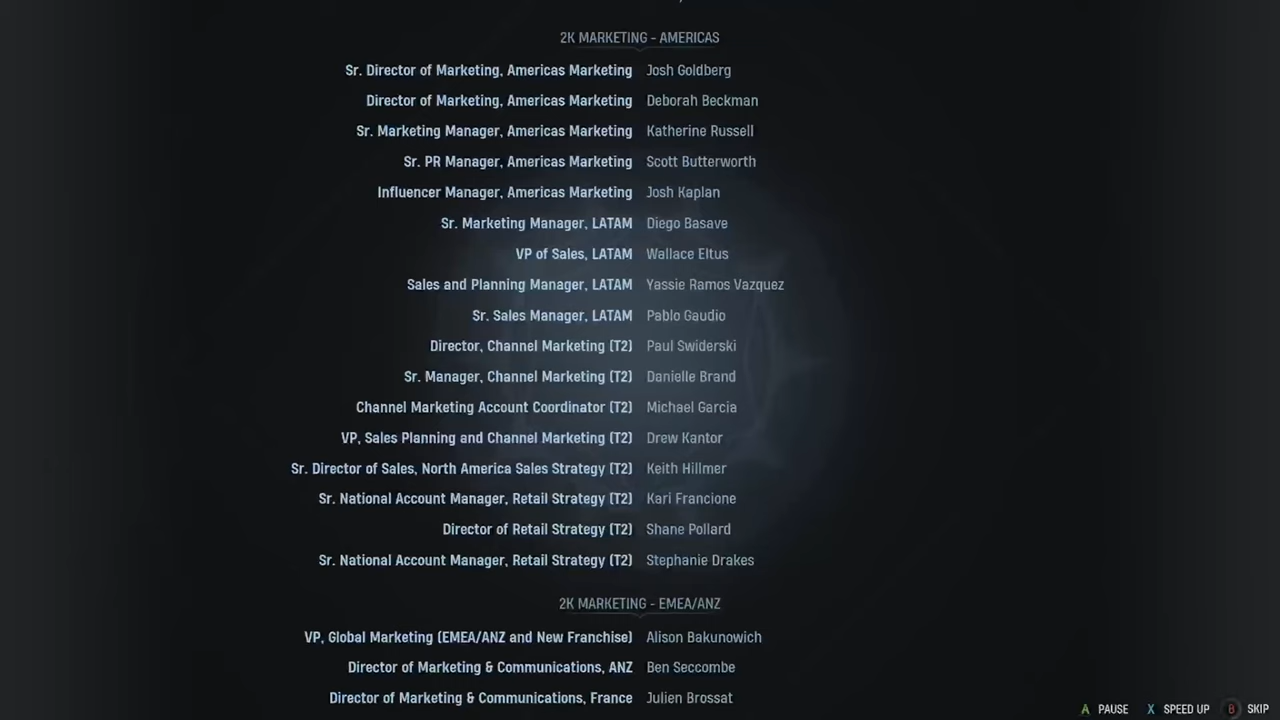 2K MARKETING - AMERICAS
Sr. Director of Marketing, Americas Marketing Josh Goldberg
Director of Marketing, Americas Marketing Deborah Beckman
Sr. Marketing Manager, Americas Marketing Katherine Russell
Sr. PR Manager, Americas Marketing Scott Butterworth
Influencer Manager, Americas Marketing Josh Kaplan
Sr. Marketing Manager, LATAM Diego Basave
VP of Sales, LATAM Wallace Eltus
Sales and Planning Manager, LATAM Yassie Ramos Vazquez
Sr. Sales Manager, LATAM Pablo Gaudio
Director, Channel Marketing (T2) Paul Swiderski
Sr. Manager, Channel Marketing (T2) Danielle Brand
Channel Marketing Account Coordinator (T2) Michael Garcia
VP, Sales Planning and Channel Marketing (T2) Drew Kantor
Sr. Director of Sales, North America Sales Strategy (T2) Keith Hillmer
Sr. National Account Manager, Retail Strategy (T2) Kari Francione
Director of Retail Strategy (T2) Shane Pollard
Sr. National Account Manager, Retail Strategy (T2) Stephanie Drakes
2K MARKETING - EMEA/ANZ
VP, Global Marketing (EMEA/ANZ and New Franchise) Alison Bakunowich
Director of Marketing & Communications, ANZ Ben Seccombe
Director of Marketing & Communications, France Julien Brossat
A PAUSE X SPEED UP B SKIP